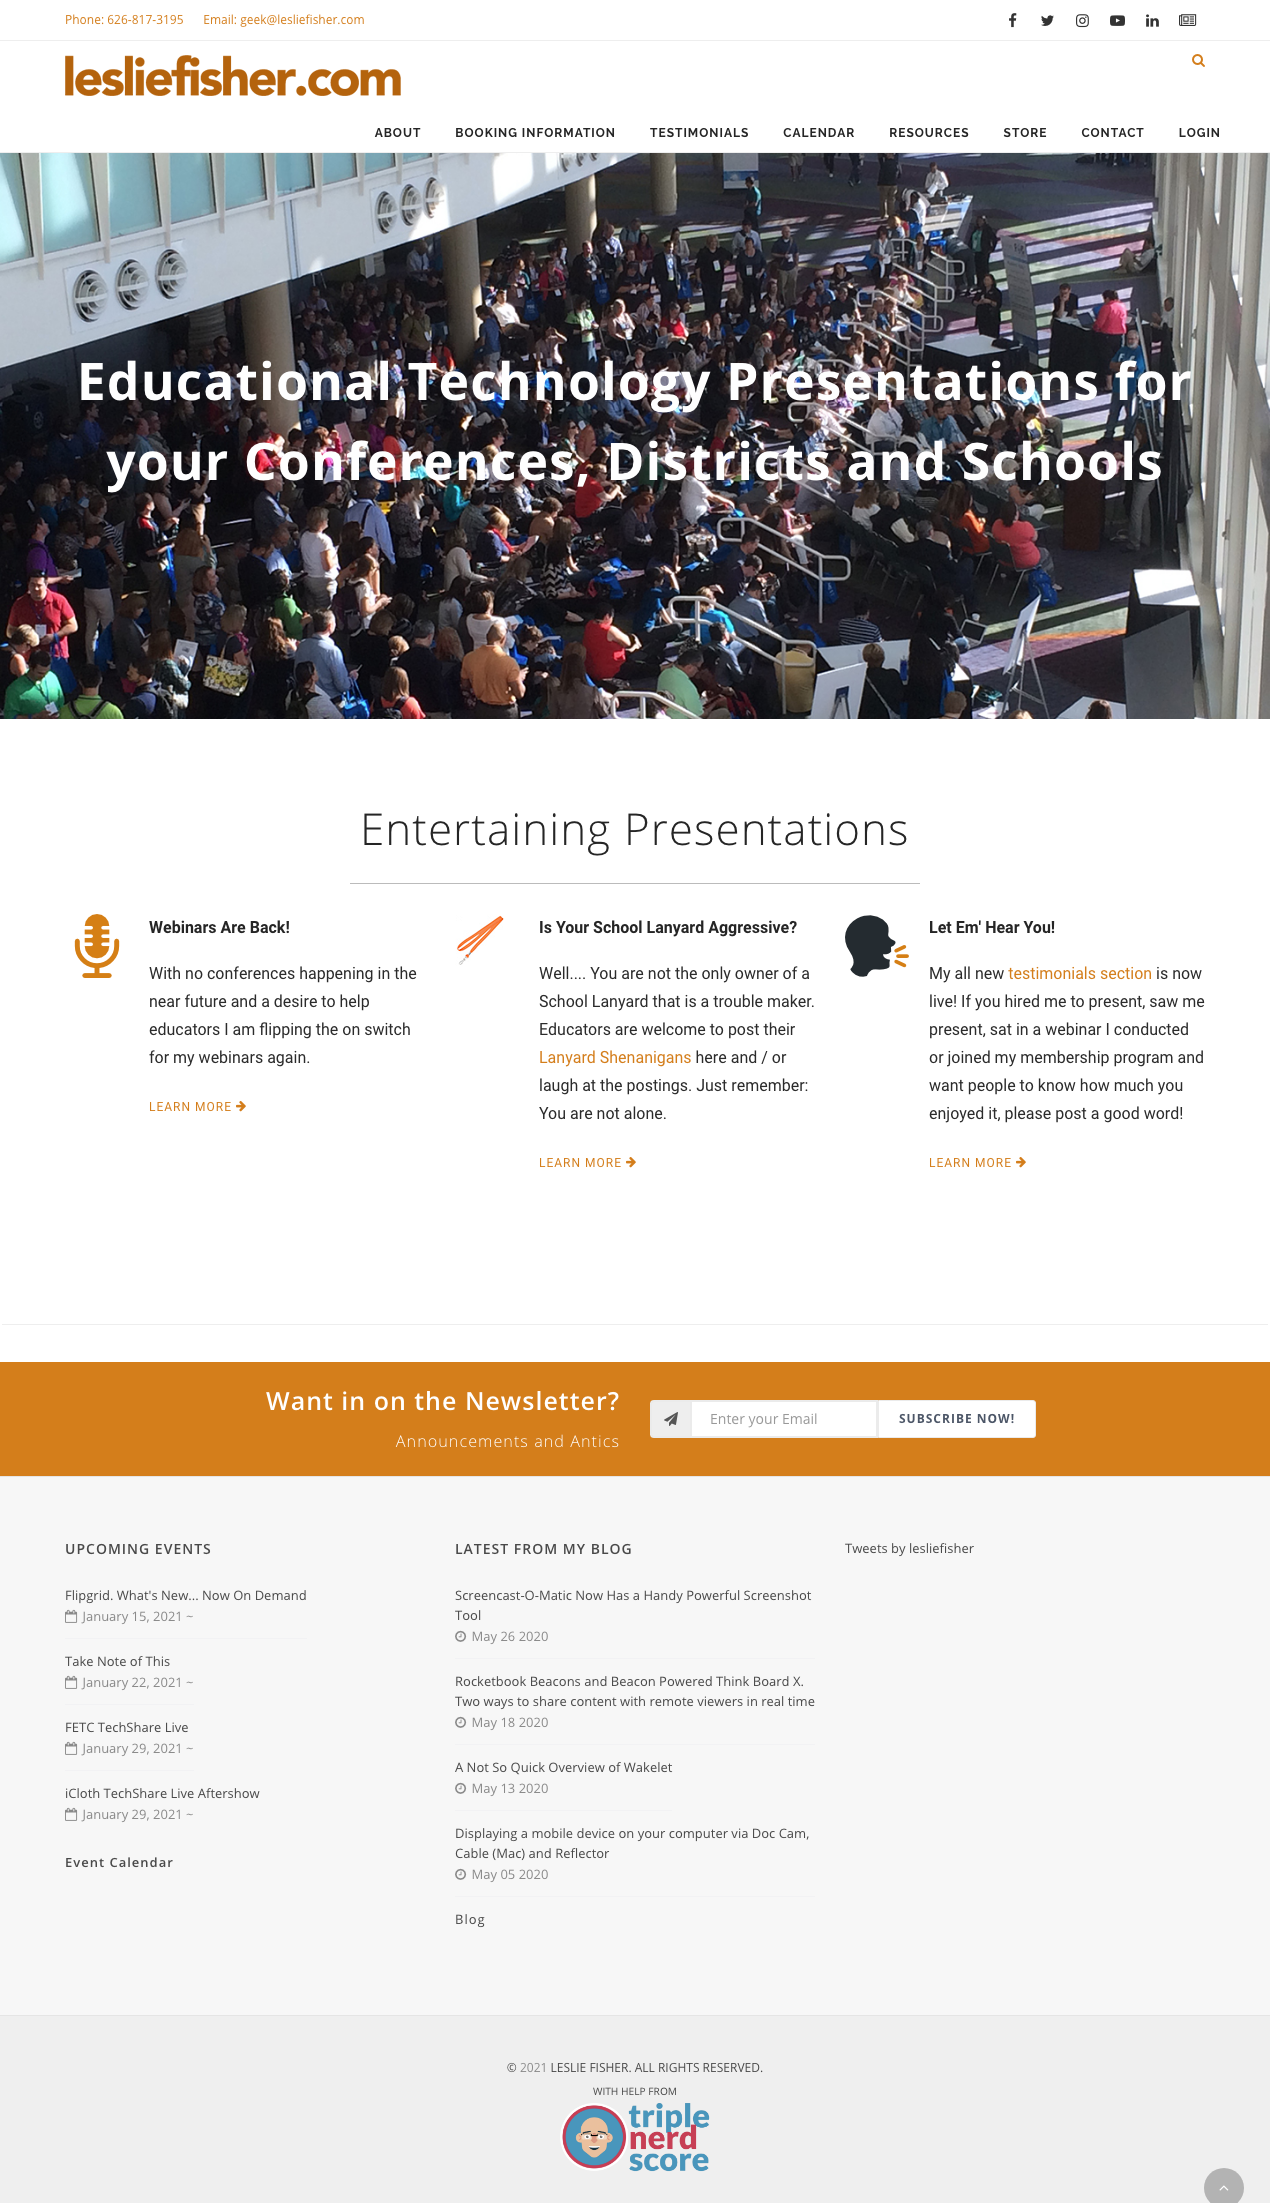 Phone: 626-817-3195 Email: geek@lesliefisher.com
lesliefisher.com
ABOUT BOOKING INFORMATION TESTIMONIALS CALENDAR RESOURCES STORE CONTACT LOGIN
Educational Technology Presentations for
your Conferences, Districts and Schools
Entertaining Presentations
Webinars Are Back!
With no conferences happening in the
near future and a desire to help
educators I am flipping the on switch
for my webinars again.
LEARN MORE
Is Your School Lanyard Aggressive?
Well.... You are not the only owner of a
School Lanyard that is a trouble maker.
Educators are welcome to post their
Lanyard Shenanigans here and / or
laugh at the postings. Just remember:
You are not alone.
LEARN MORE
Let Em' Hear You!
My all new testimonials section is now
live! If you hired me to present, saw me
present, sat in a webinar I conducted
or joined my membership program and
want people to know how much you
enjoyed it, please post a good word!
LEARN MORE
Want in on the Newsletter?
Announcements and Antics
Enter your Email
SUBSCRIBE NOW!
UPCOMING EVENTS
Flipgrid. What's New... Now On Demand
January 15, 2021 ~
Take Note of This
January 22, 2021 ~
FETC TechShare Live
January 29, 2021 ~
iCloth TechShare Live Aftershow
January 29, 2021 ~
Event Calendar
LATEST FROM MY BLOG
Screencast-O-Matic Now Has a Handy Powerful Screenshot
Tool
May 26 2020
Rocketbook Beacons and Beacon Powered Think Board X.
Two ways to share content with remote viewers in real time
May 18 2020
A Not So Quick Overview of Wakelet
May 13 2020
Displaying a mobile device on your computer via Doc Cam,
Cable (Mac) and Reflector
May 05 2020
Blog
Tweets by lesliefisher
© 2021 LESLIE FISHER. ALL RIGHTS RESERVED.
WITH HELP FROM
triple
nerd
score